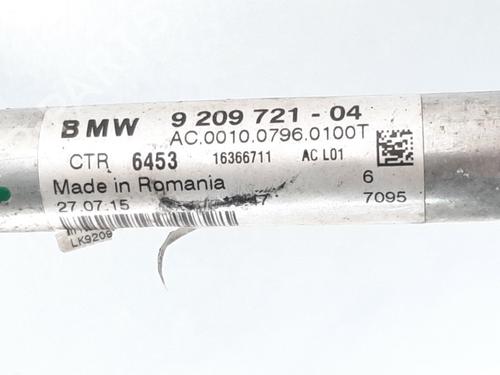 BMW 9 209 721 - 04
AC.0010.0796.0100T
CTR 6453 16366711 AC L01
Made in Romania 6
27.07.15 7095
LK9209